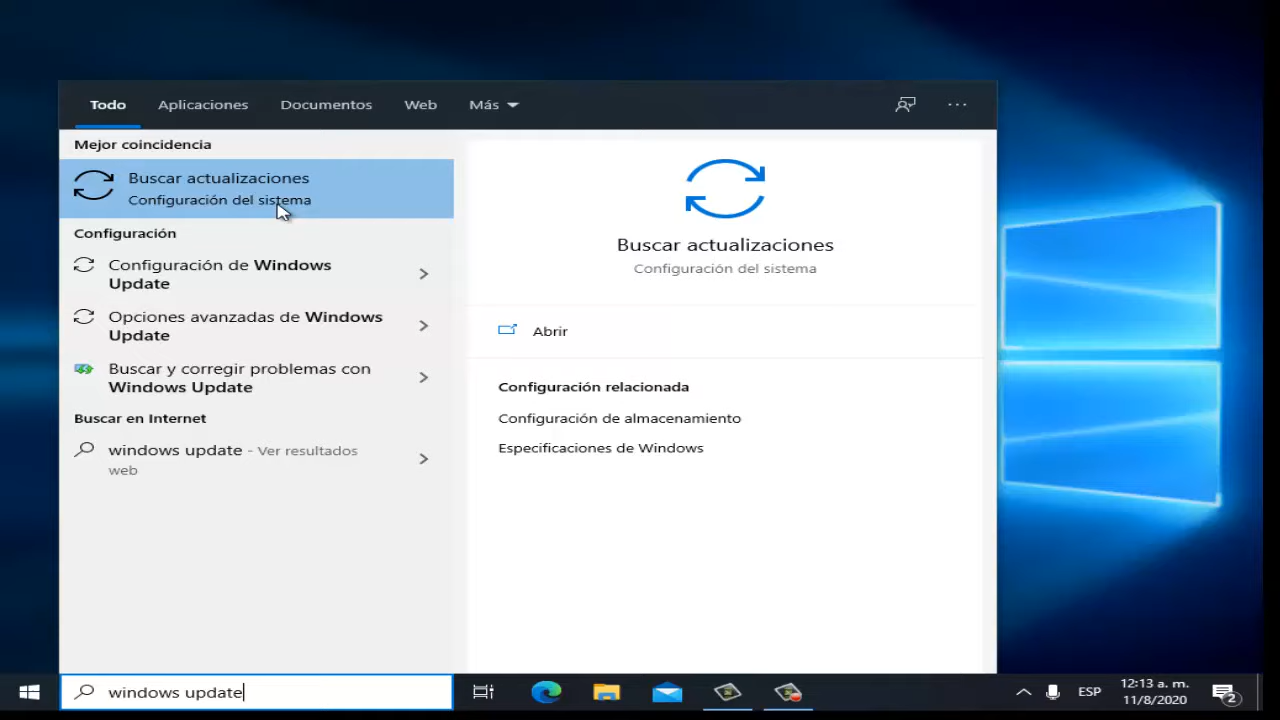 Todo Aplicaciones Documentos Web Más
Mejor coincidencia
Buscar actualizaciones
Configuración del sistema
Configuración
Configuración de Windows
Update
Opciones avanzadas de Windows
Update
Buscar y corregir problemas con
Windows Update
Buscar en Internet
windows update - Ver resultados
web
Buscar actualizaciones
Configuración del sistema
Abrir
Configuración relacionada
Configuración de almacenamiento
Especificaciones de Windows
windows update
ESP
12:13 a. m.
11/8/2020
2